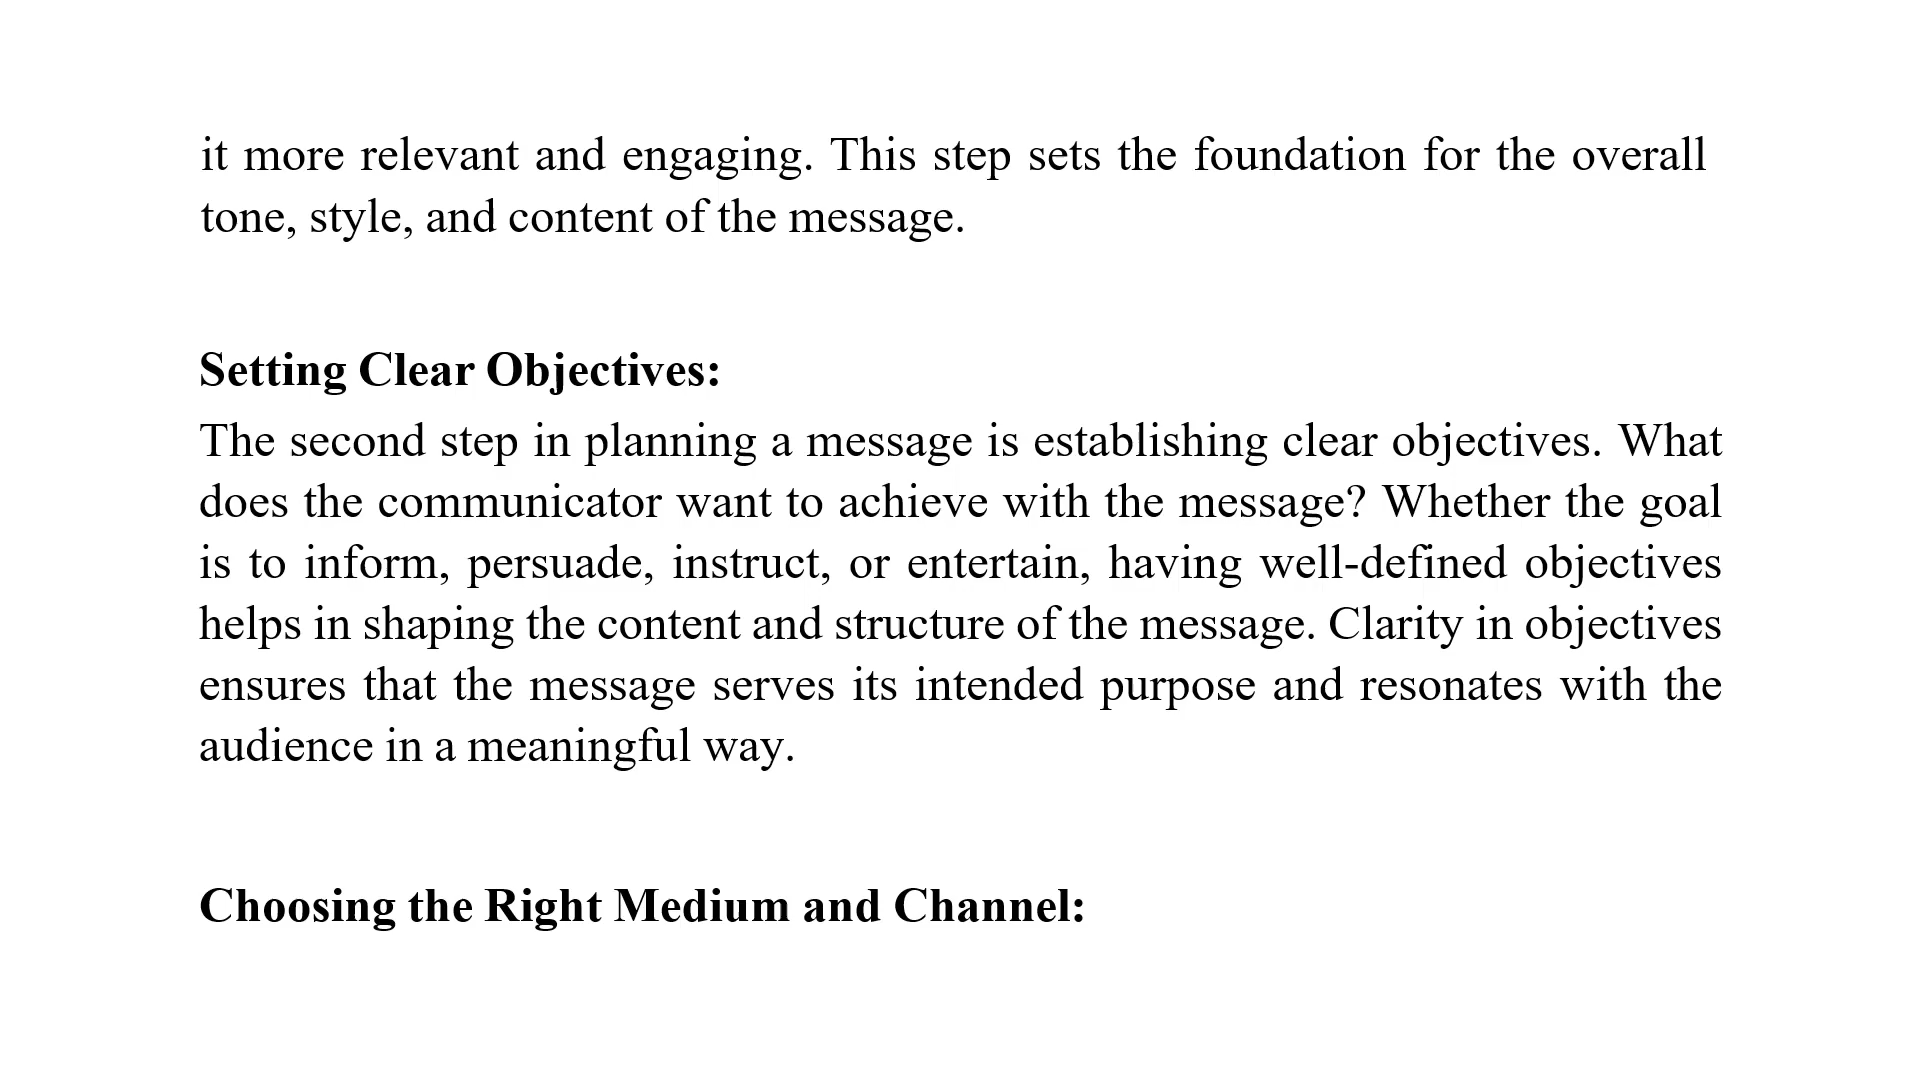 it more relevant and engaging. This step sets the foundation for the overall
tone, style, and content of the message.
Setting Clear Objectives:
The second step in planning a message is establishing clear objectives. What
does the communicator want to achieve with the message? Whether the goal
is to inform, persuade, instruct, or entertain, having well-defined objectives
helps in shaping the content and structure of the message. Clarity in objectives
ensures that the message serves its intended purpose and resonates with the
audience in a meaningful way.
Choosing the Right Medium and Channel: